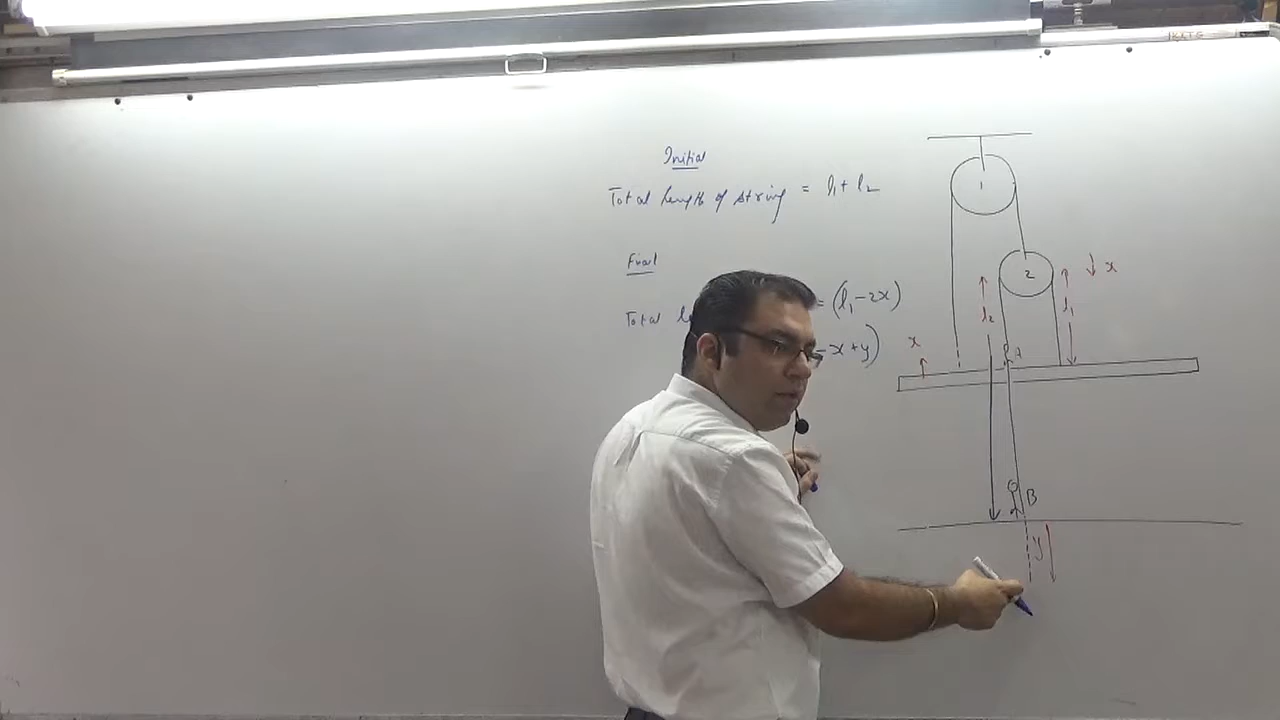 Initial
Total length of string = l1 + l2
Final
Total = (l1 - 2x)
- x + y)
1
2
x
l2
l1
x
A
B
y